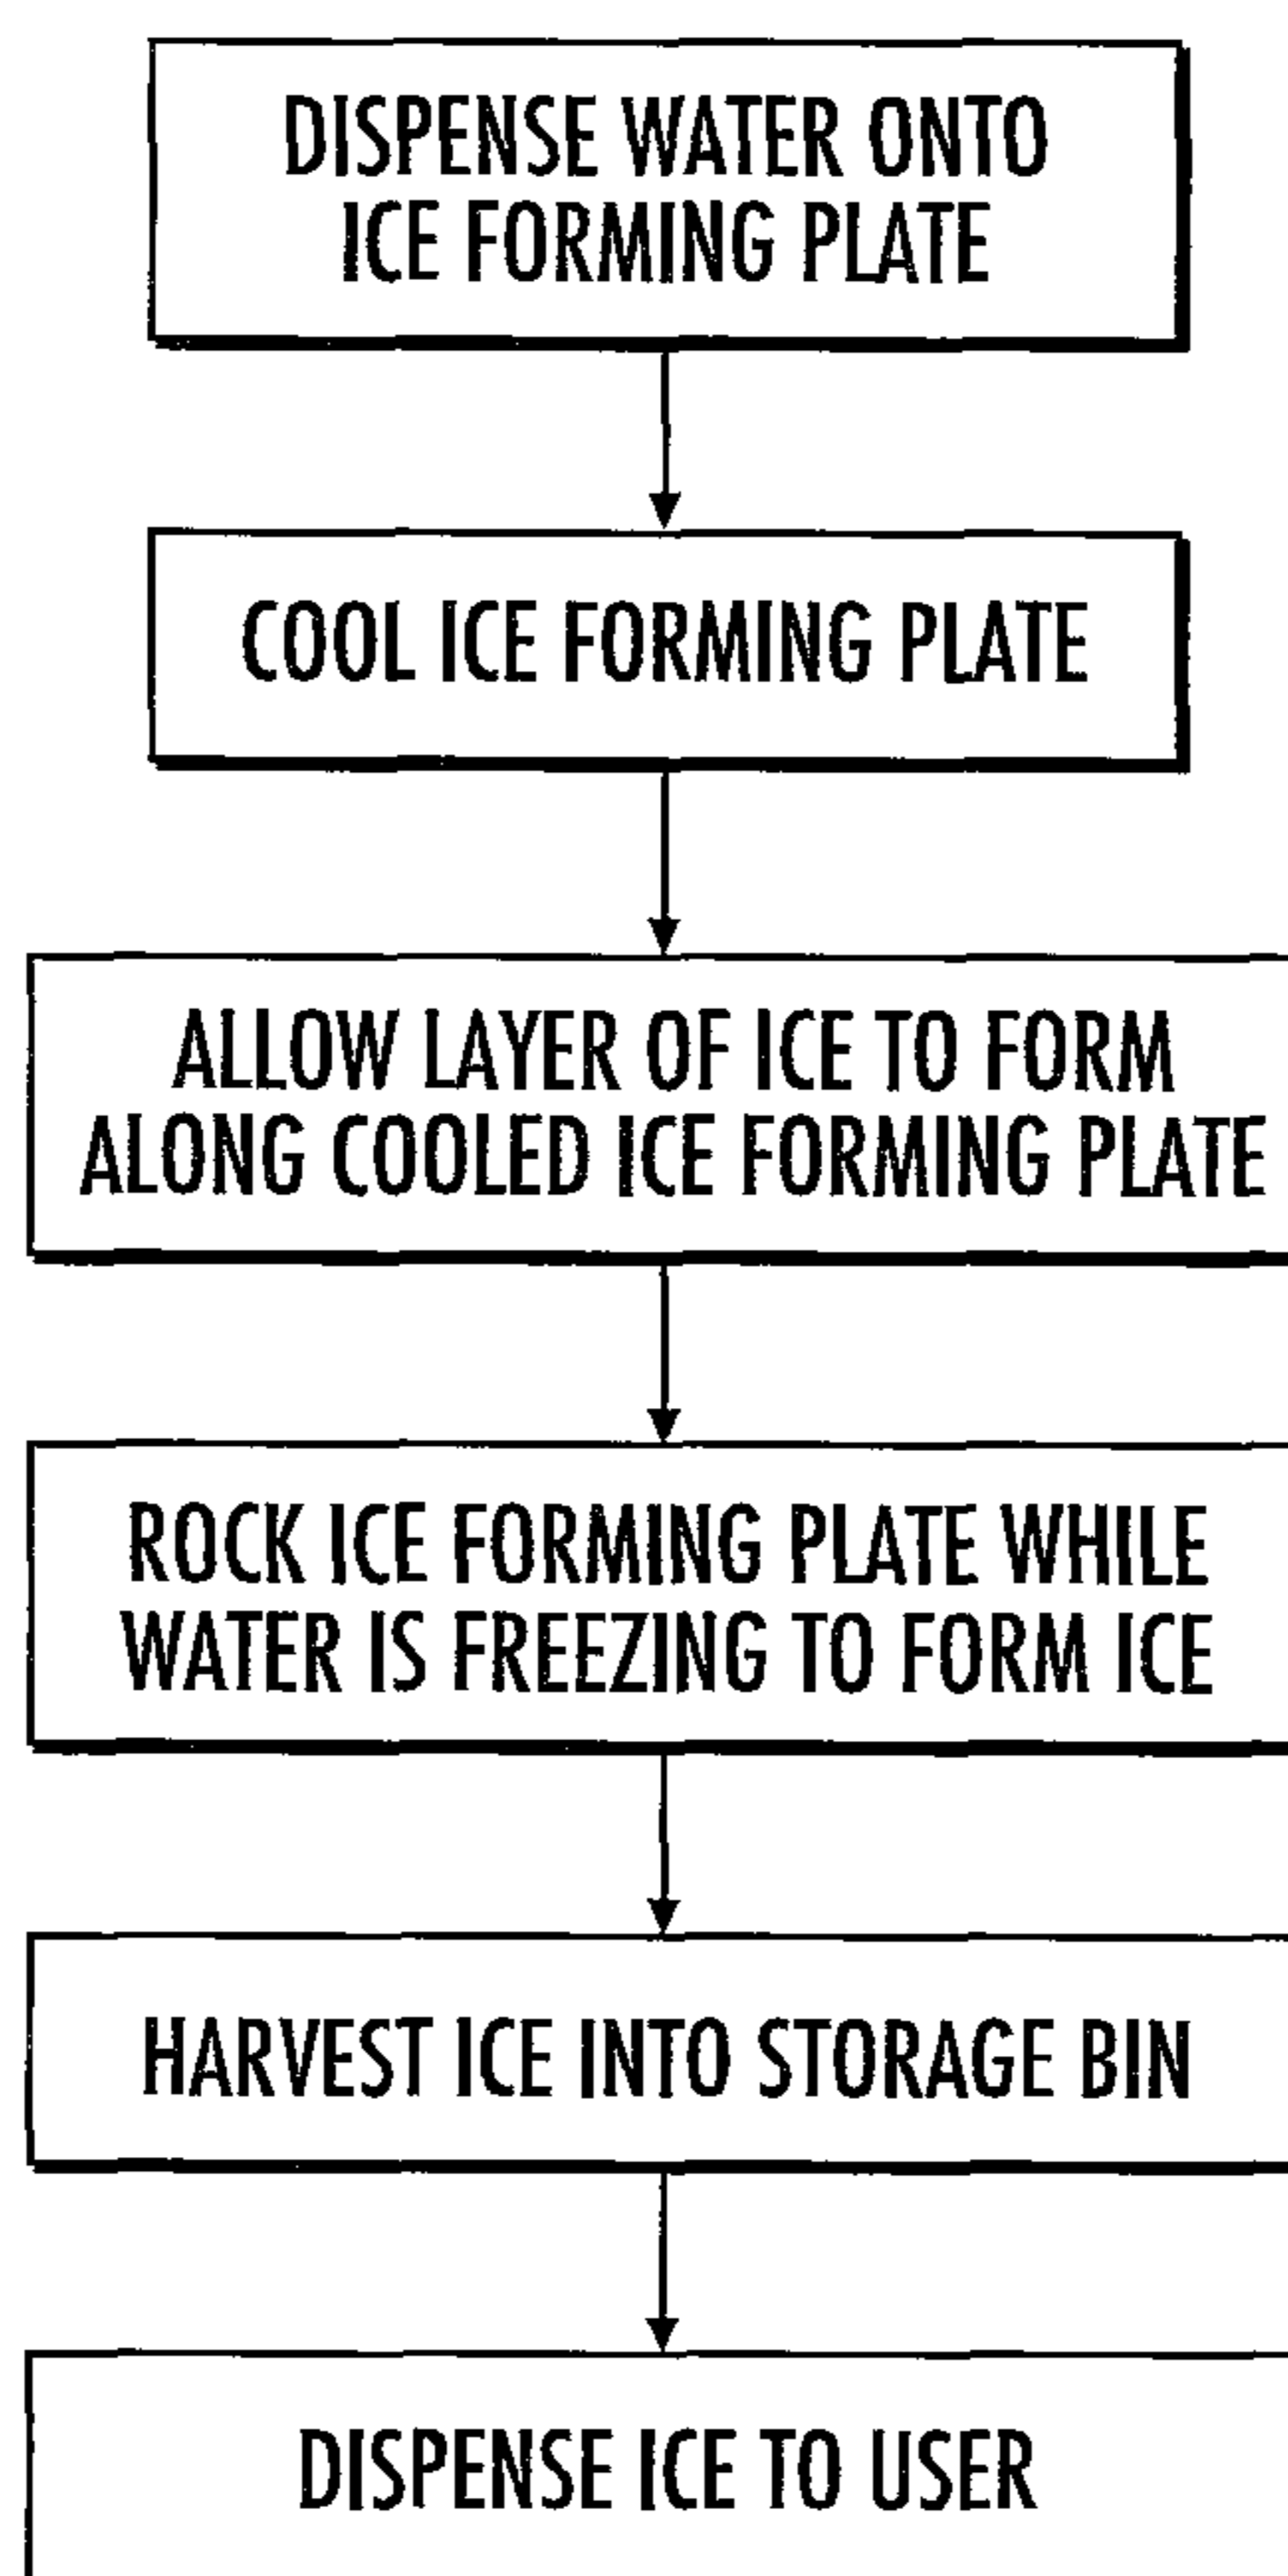 DISPENSE WATER ONTO
ICE FORMING PLATE
COOL ICE FORMING PLATE
ALLOW LAYER OF ICE TO FORM
ALONG COOLED ICE FORMING PLATE
ROCK ICE FORMING PLATE WHILE
WATER IS FREEZING TO FORM ICE
HARVEST ICE INTO STORAGE BIN
DISPENSE ICE TO USER